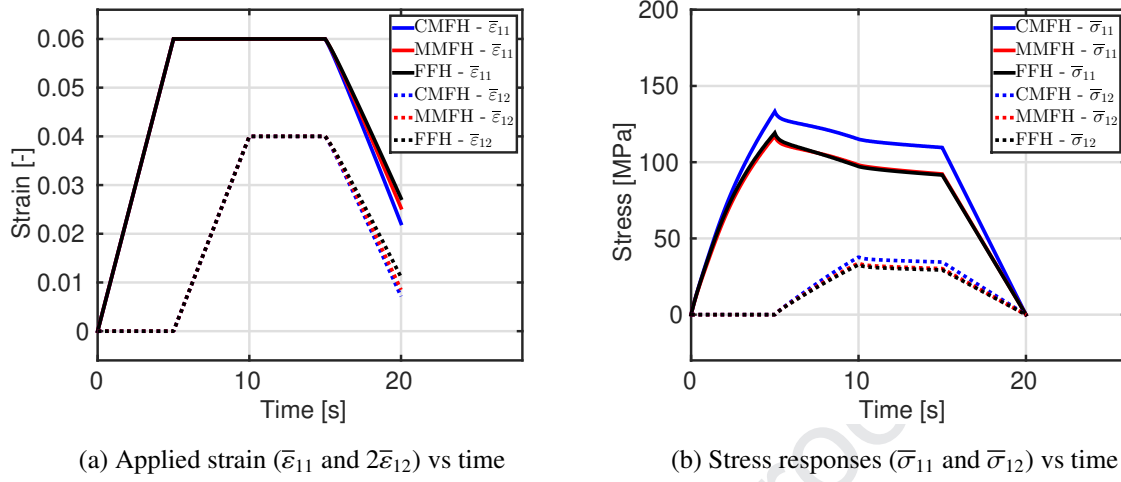 0.06
0.05
0.04
0.03
0.02
0.01
0
Strain [-]
0
10
20
Time [s]
CMFH - ε̅₁₁
MMFH - ε̅₁₁
FFH - ε̅₁₁
CMFH - ε̅₁₂
MMFH - ε̅₁₂
FFH - ε̅₁₂
(a) Applied strain (ε̅₁₁ and 2ε̅₁₂) vs time
200
150
100
50
0
Stress [MPa]
0
10
20
Time [s]
CMFH - σ̅₁₁
MMFH - σ̅₁₁
FFH - σ̅₁₁
CMFH - σ̅₁₂
MMFH - σ̅₁₂
FFH - σ̅₁₂
(b) Stress responses (σ̅₁₁ and σ̅₁₂) vs time